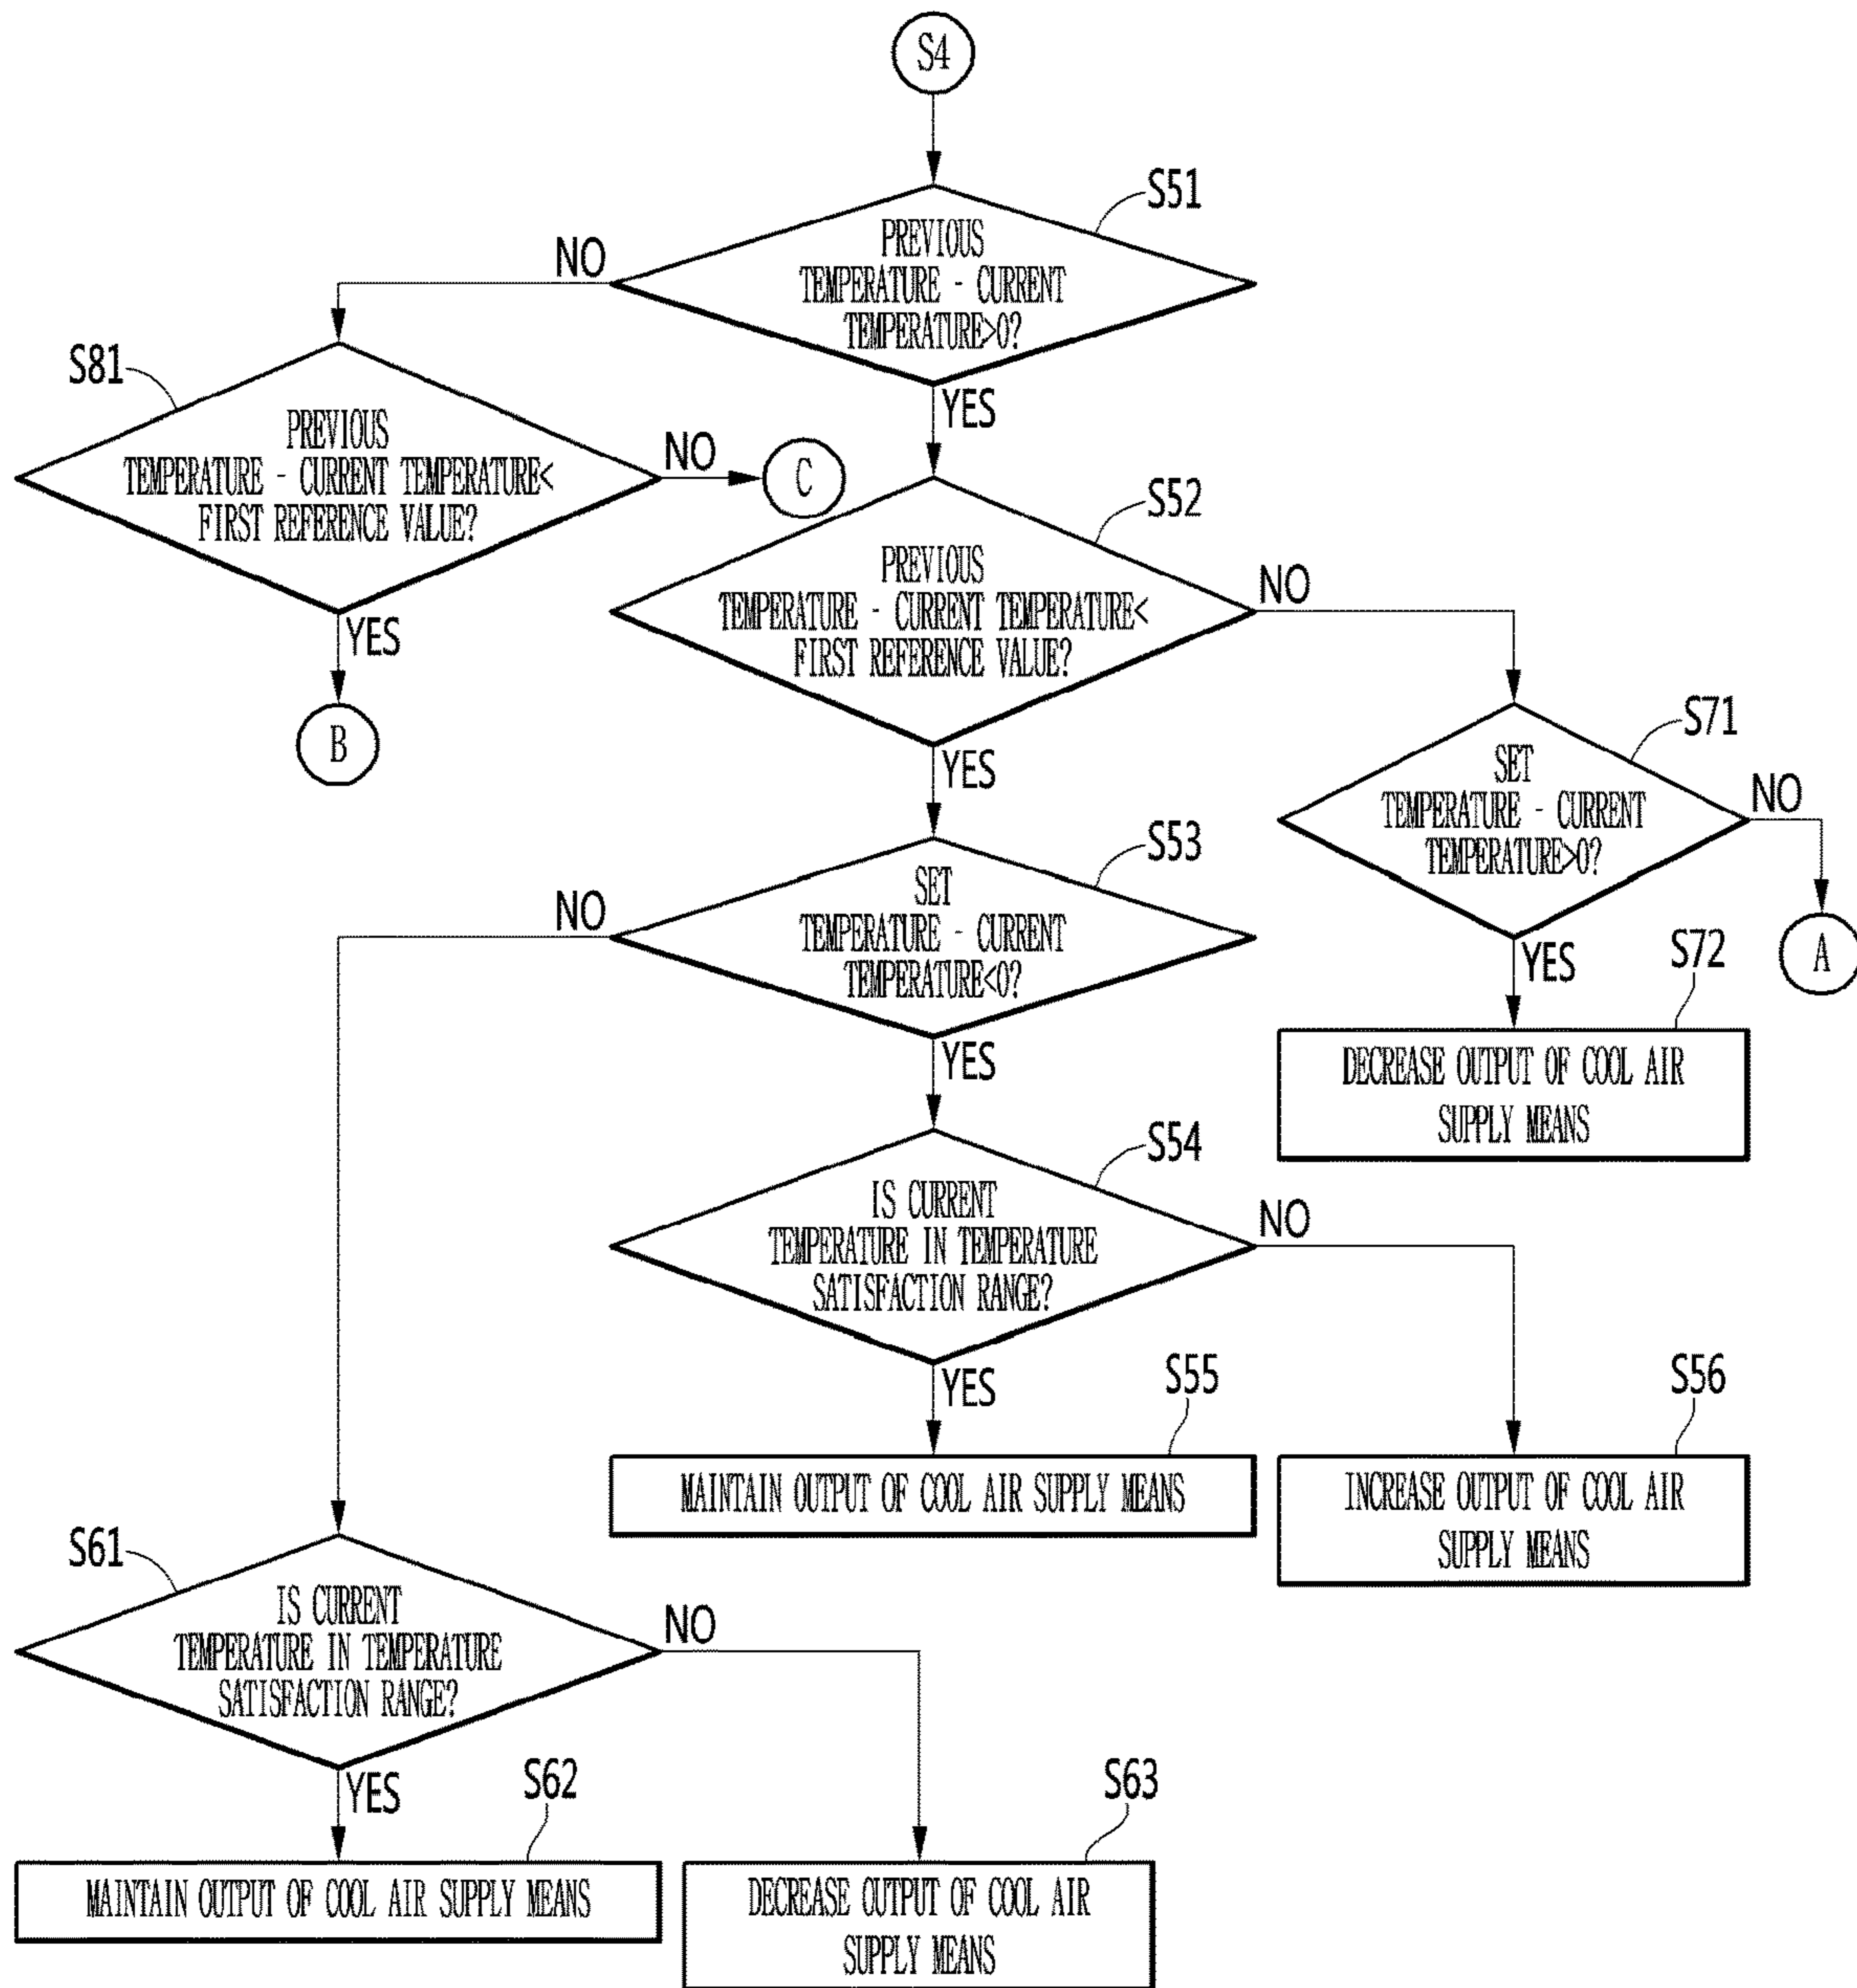 S4
S51
PREVIOUS
TEMPERATURE - CURRENT
TEMPERATURE>0?
NO
YES
S81
PREVIOUS
TEMPERATURE - CURRENT TEMPERATURE<
FIRST REFERENCE VALUE?
NO
C
YES
B
S52
PREVIOUS
TEMPERATURE - CURRENT TEMPERATURE<
FIRST REFERENCE VALUE?
NO
YES
S71
SET
TEMPERATURE - CURRENT
TEMPERATURE>0?
NO
A
YES
S72
DECREASE OUTPUT OF COOL AIR
SUPPLY MEANS
S53
SET
TEMPERATURE - CURRENT
TEMPERATURE<0?
NO
YES
S54
IS CURRENT
TEMPERATURE IN TEMPERATURE
SATISFACTION RANGE?
NO
YES
S55
MAINTAIN OUTPUT OF COOL AIR SUPPLY MEANS
S56
INCREASE OUTPUT OF COOL AIR
SUPPLY MEANS
S61
IS CURRENT
TEMPERATURE IN TEMPERATURE
SATISFACTION RANGE?
NO
YES
S62
MAINTAIN OUTPUT OF COOL AIR SUPPLY MEANS
S63
DECREASE OUTPUT OF COOL AIR
SUPPLY MEANS